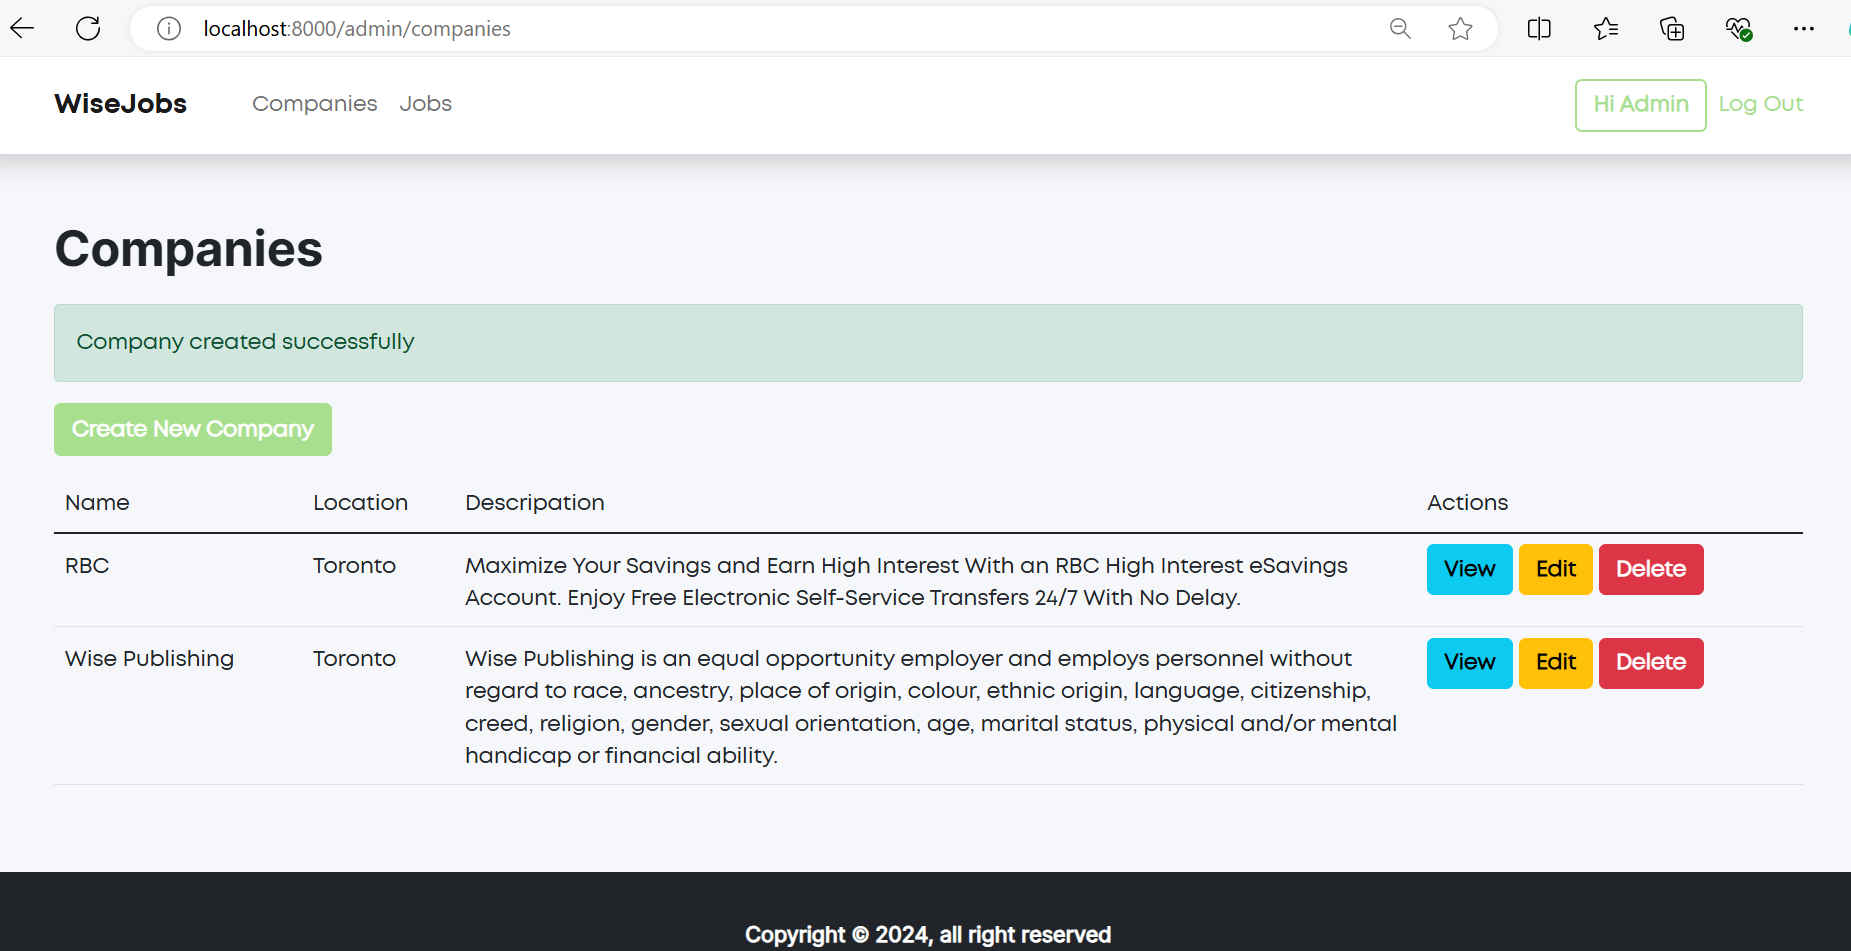 localhost:8000/admin/companies
WiseJobs Companies Jobs Hi Admin Log Out
Companies
Company created successfully
Create New Company
Name Location Descripation Actions
RBC Toronto Maximize Your Savings and Earn High Interest With an RBC High Interest eSavings View Edit Delete
Account. Enjoy Free Electronic Self-Service Transfers 24/7 With No Delay.
Wise Publishing Toronto Wise Publishing is an equal opportunity employer and employs personnel without View Edit Delete
regard to race, ancestry, place of origin, colour, ethnic origin, language, citizenship,
creed, religion, gender, sexual orientation, age, marital status, physical and/or mental
handicap or financial ability.
Copyright © 2024, all right reserved